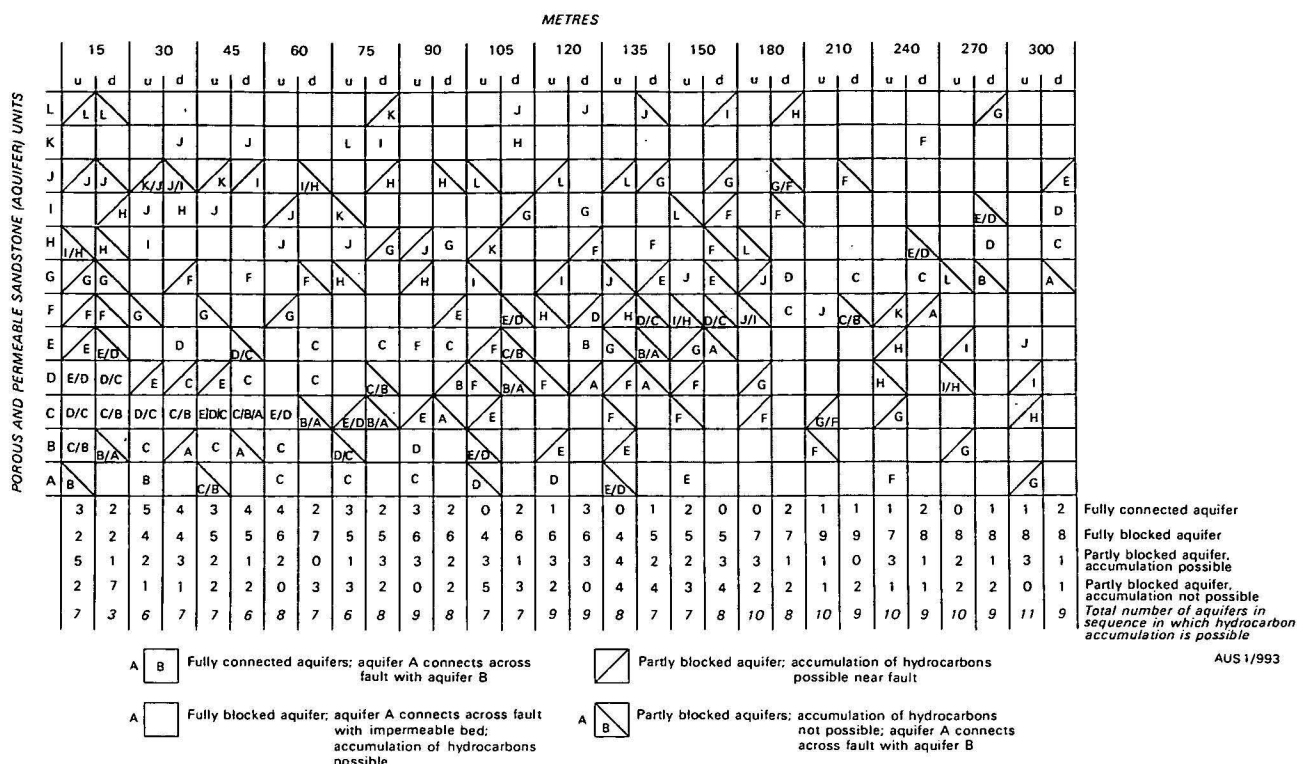 METRES
15 30 45 60 75 90 105 120 135 150 180 210 240 270 300
u d u d u d u d u d u d u d u d u d u d u d u d u d u d u d
POROUS AND PERMEABLE SANDSTONE (AQUIFER) UNITS
L L L K J J J I H G
K J J L I H F
J J J K/J J/I K I I/H H H L L L G G G/F F E
I H J H J J K G G L F F E/D D
H I/H H I J J G J G K F F F L E/D D C
G G G F F F H H I I J E J E J D C C L B A
F F F G G G E E/D H D H D/C I/H D/C J/I C J C/B K A
E E E/D D D/C C C F C F C/B B G B/A G A H I J
D E/D D/C E C E C C C/B B F B/A F A F A F G H I/H I
C D/C C/B D/C C/B E/D/C C/B/A E/D B/A E/D B/A E A E F F F G/F G H
B C/B B/A C A C A C D/C D E/D E E F G
A B B C/B C C C D D E/D E F G
3 2 5 4 3 4 4 2 3 2 3 2 0 2 1 3 0 1 2 0 0 2 1 1 1 2 0 1 1 2 Fully connected aquifer
2 2 4 4 5 5 6 7 5 5 6 6 4 6 6 6 4 5 5 5 7 7 9 9 7 8 8 8 8 8 Fully blocked aquifer
5 1 2 3 2 1 2 0 1 3 3 2 3 1 3 3 4 2 2 3 3 1 1 0 3 1 2 1 3 1 Partly blocked aquifer, accumulation possible
2 7 1 1 2 2 0 3 3 2 0 2 5 3 2 0 4 4 3 4 2 2 1 2 1 1 2 2 0 1 Partly blocked aquifer, accumulation not possible
7 3 6 7 7 6 8 7 6 8 9 8 7 7 9 9 8 7 7 8 10 8 10 9 10 9 10 9 11 9 Total number of aquifers in sequence in which hydrocarbon accumulation is possible
AUS 1/993
A B Fully connected aquifers; aquifer A connects across
fault with aquifer B
Partly blocked aquifer; accumulation of hydrocarbons
possible near fault
A Fully blocked aquifer; aquifer A connects across fault
with impermeable bed;
accumulation of hydrocarbons
possible
A B Partly blocked aquifers; accumulation of hydrocarbons
not possible; aquifer A connects
across fault with aquifer B